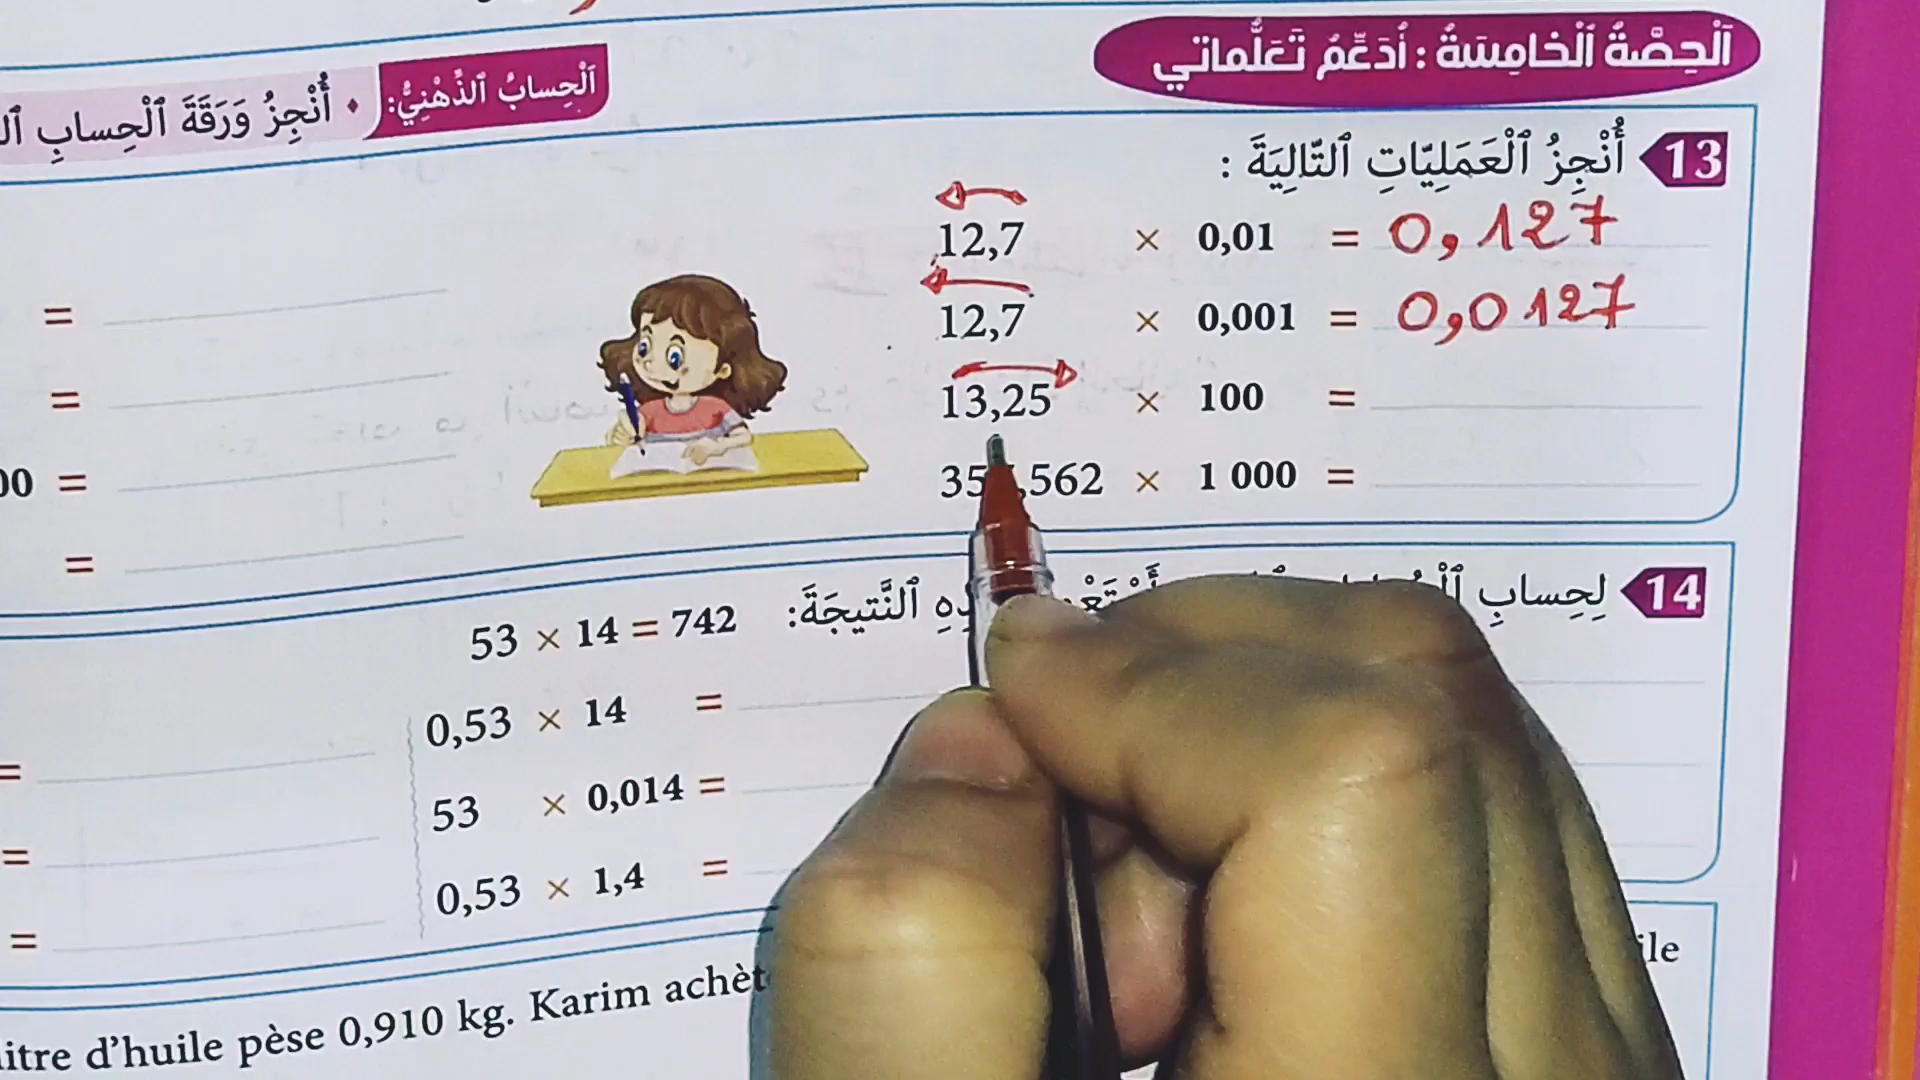 اَلْحِصَّةُ اَلْخامِسَةُ : أُدَعِّمُ تَعَلُّماتي
اَلْحِسابُ اَلذِّهْنِيُّ:
أُنْجِزُ وَرَقَةَ اَلْحِسابِ
13 أُنْجِزُ اَلْعَمَلِيّاتِ اَلتّالِيَةَ :
12,7 × 0,01 = 0,127
=
12,7 × 0,001 = 0,0127
=
13,25 × 100 =
00 =
,562 × 1 000 =
=
14 لِحِسابِ
اَلنَّتيجَةَ:
53 × 14 = 742
0,53 × 14 =
=
53 × 0,014 =
=
0,53 × 1,4 =
=
itre d'huile pèse 0,910 kg. Karim achèt
ile